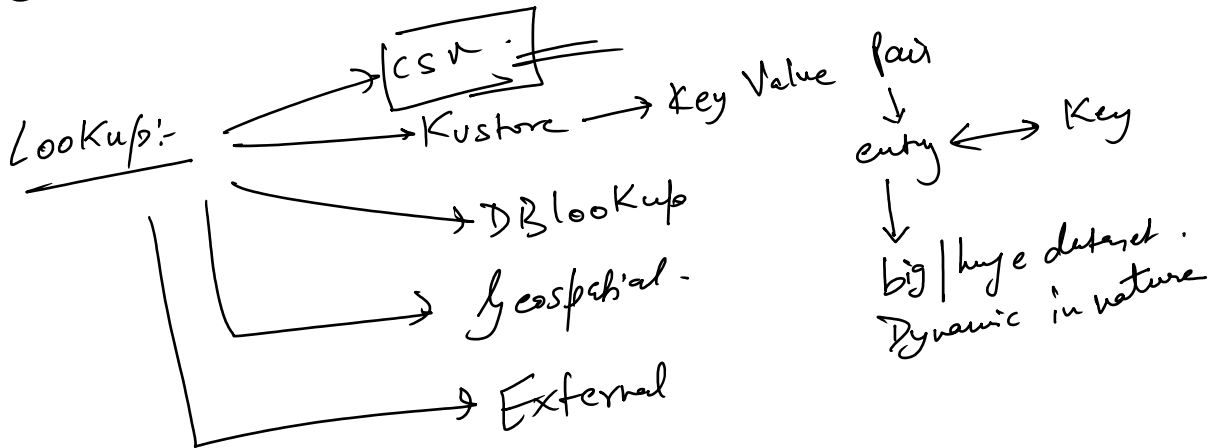 Lookup:-
csv.
Kvstore
Key Value Pair
entry
Key
big | huge dataset.
Dynamic in nature
DBlookup
Geospatial-
External